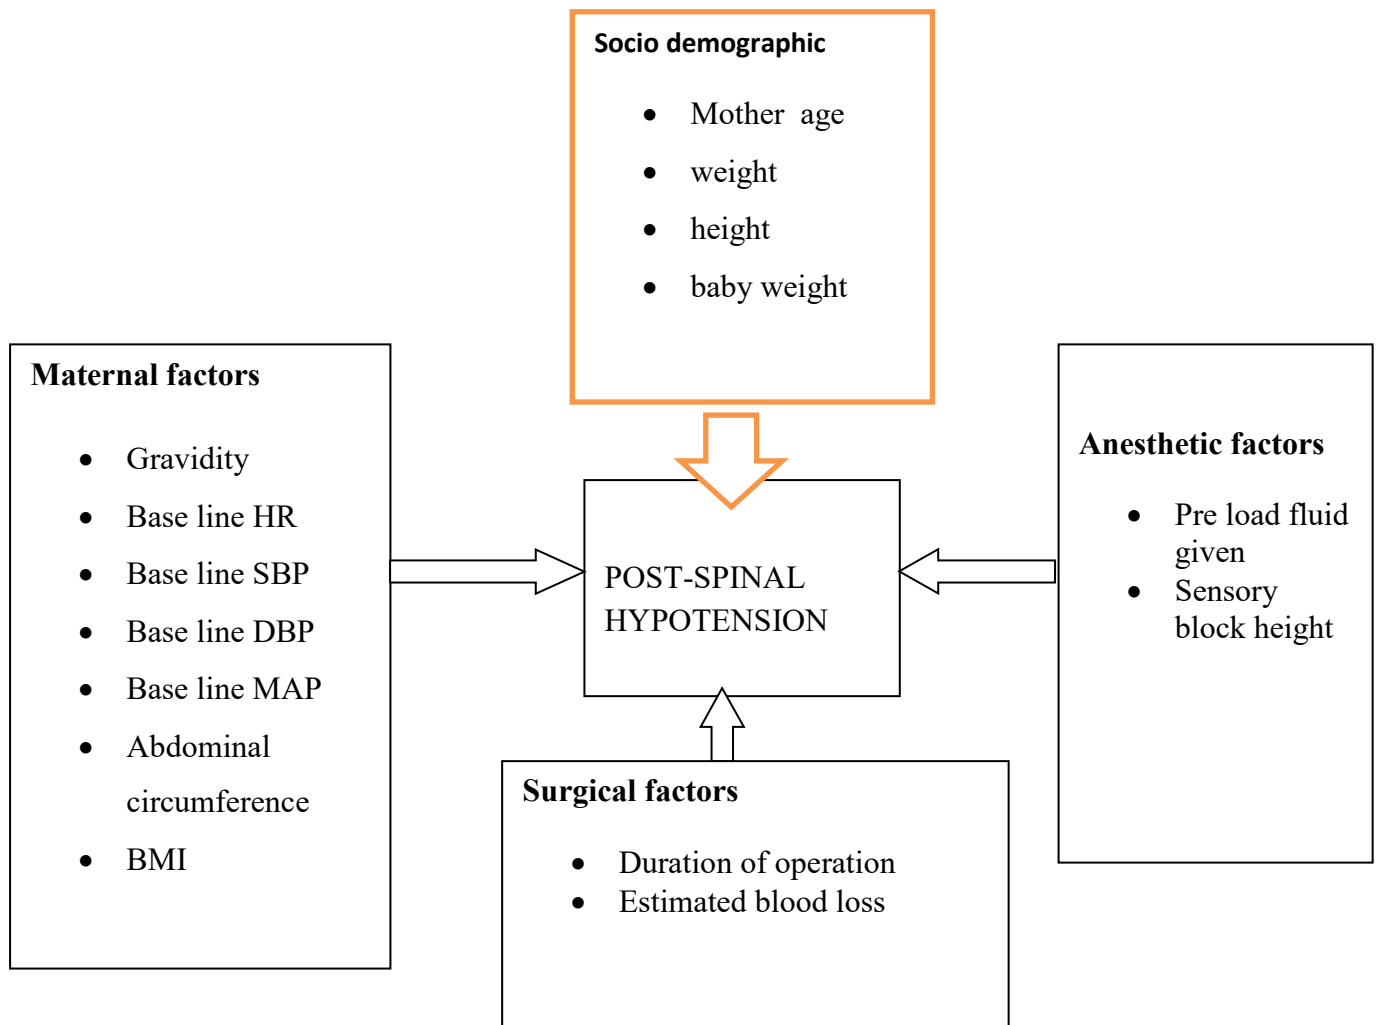 Socio demographic
• Mother age
• weight
• height
• baby weight
Maternal factors
• Gravidity
• Base line HR
• Base line SBP
• Base line DBP
• Base line MAP
• Abdominal
circumference
• BMI
POST-SPINAL
HYPOTENSION
Anesthetic factors
• Pre load fluid
given
• Sensory
block height
Surgical factors
• Duration of operation
• Estimated blood loss